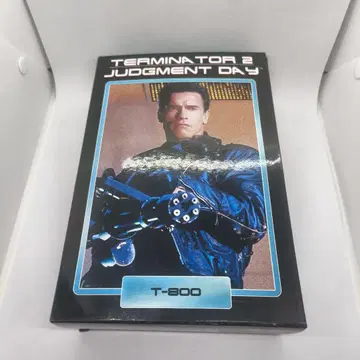 TERMINATOR 2
JUDGMENT DAY
T-800